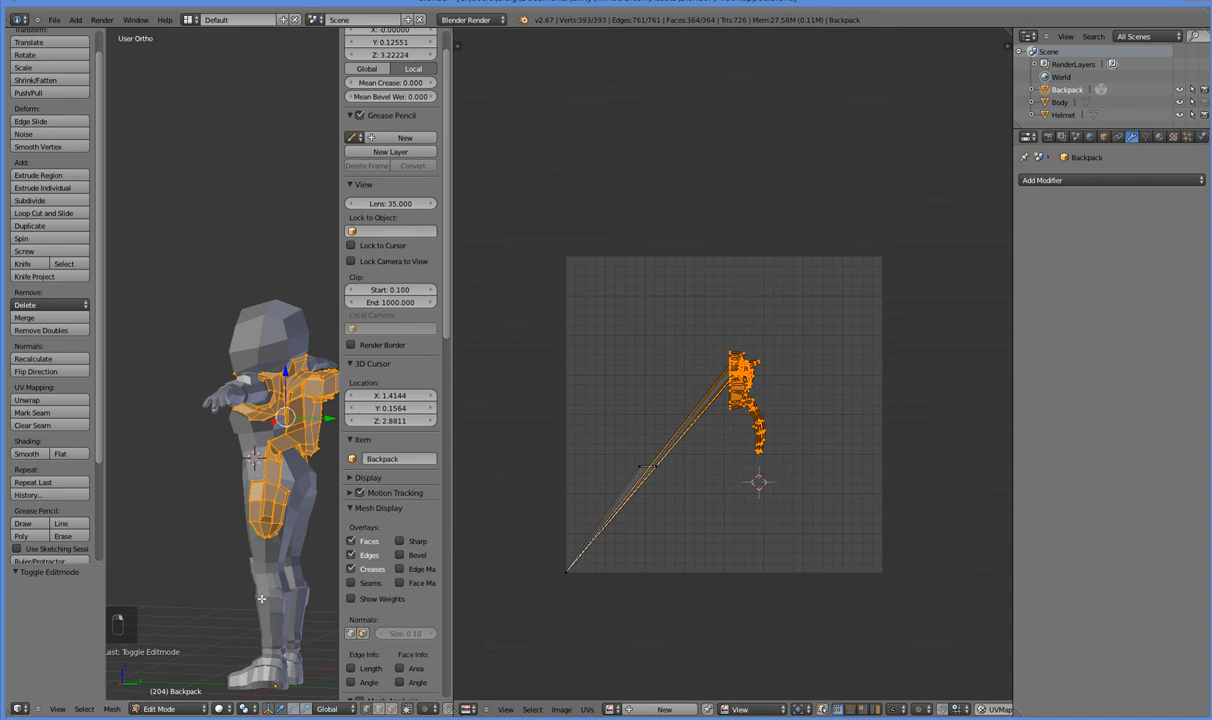 File Add Render Window Help Default Scene Blender Render v2.67 | Verts:393/393 | Edges:761/761 | Faces:364/364 | Tris:726 | Mem:27.58M (0.11M) | Backpack
Transform:
Translate
Rotate
Scale
Shrink/Fatten
Push/Pull
Deform:
Edge Slide
Noise
Smooth Vertex
Add:
Extrude Region
Extrude Individual
Subdivide
Loop Cut and Slide
Duplicate
Spin
Screw
Knife Select
Knife Project
Remove:
Delete
Merge
Remove Doubles
Normals:
Recalculate
Flip Direction
UV Mapping:
Unwrap
Mark Seam
Clear Seam
Shading:
Smooth Flat
Repeat:
Repeat Last
History...
Grease Pencil:
Draw Line
Poly Erase
Use Sketching Sessi
Ruler/Protractor
Toggle Editmode
User Ortho
ast: Toggle Editmode
(204) Backpack
X: -0.00000
Y: 0.12551
Z: 3.22224
Global Local
Mean Crease: 0.000
Mean Bevel Wei: 0.000
Grease Pencil
New
New Layer
Delete Frame Convert
View
Lens: 35.000
Lock to Object:
Lock to Cursor
Lock Camera to View
Clip:
Start: 0.100
End: 1000.000
Local Camera:
Render Border
3D Cursor
Location:
X: 1.4144
Y: 0.1564
Z: 2.8811
Item
Backpack
Display
Motion Tracking
Mesh Display
Overlays:
Faces Sharp
Edges Bevel
Creases Edge Ma
Seams Face Ma
Show Weights
Normals:
Size: 0.10
Edge Info: Face Info:
Length Area
Angle Angle
View Search All Scenes
Scene
RenderLayers
World
Backpack
Body
Helmet
Backpack
Add Modifier
View Select Mesh Edit Mode Global
View Select Image UVs New View UVMap